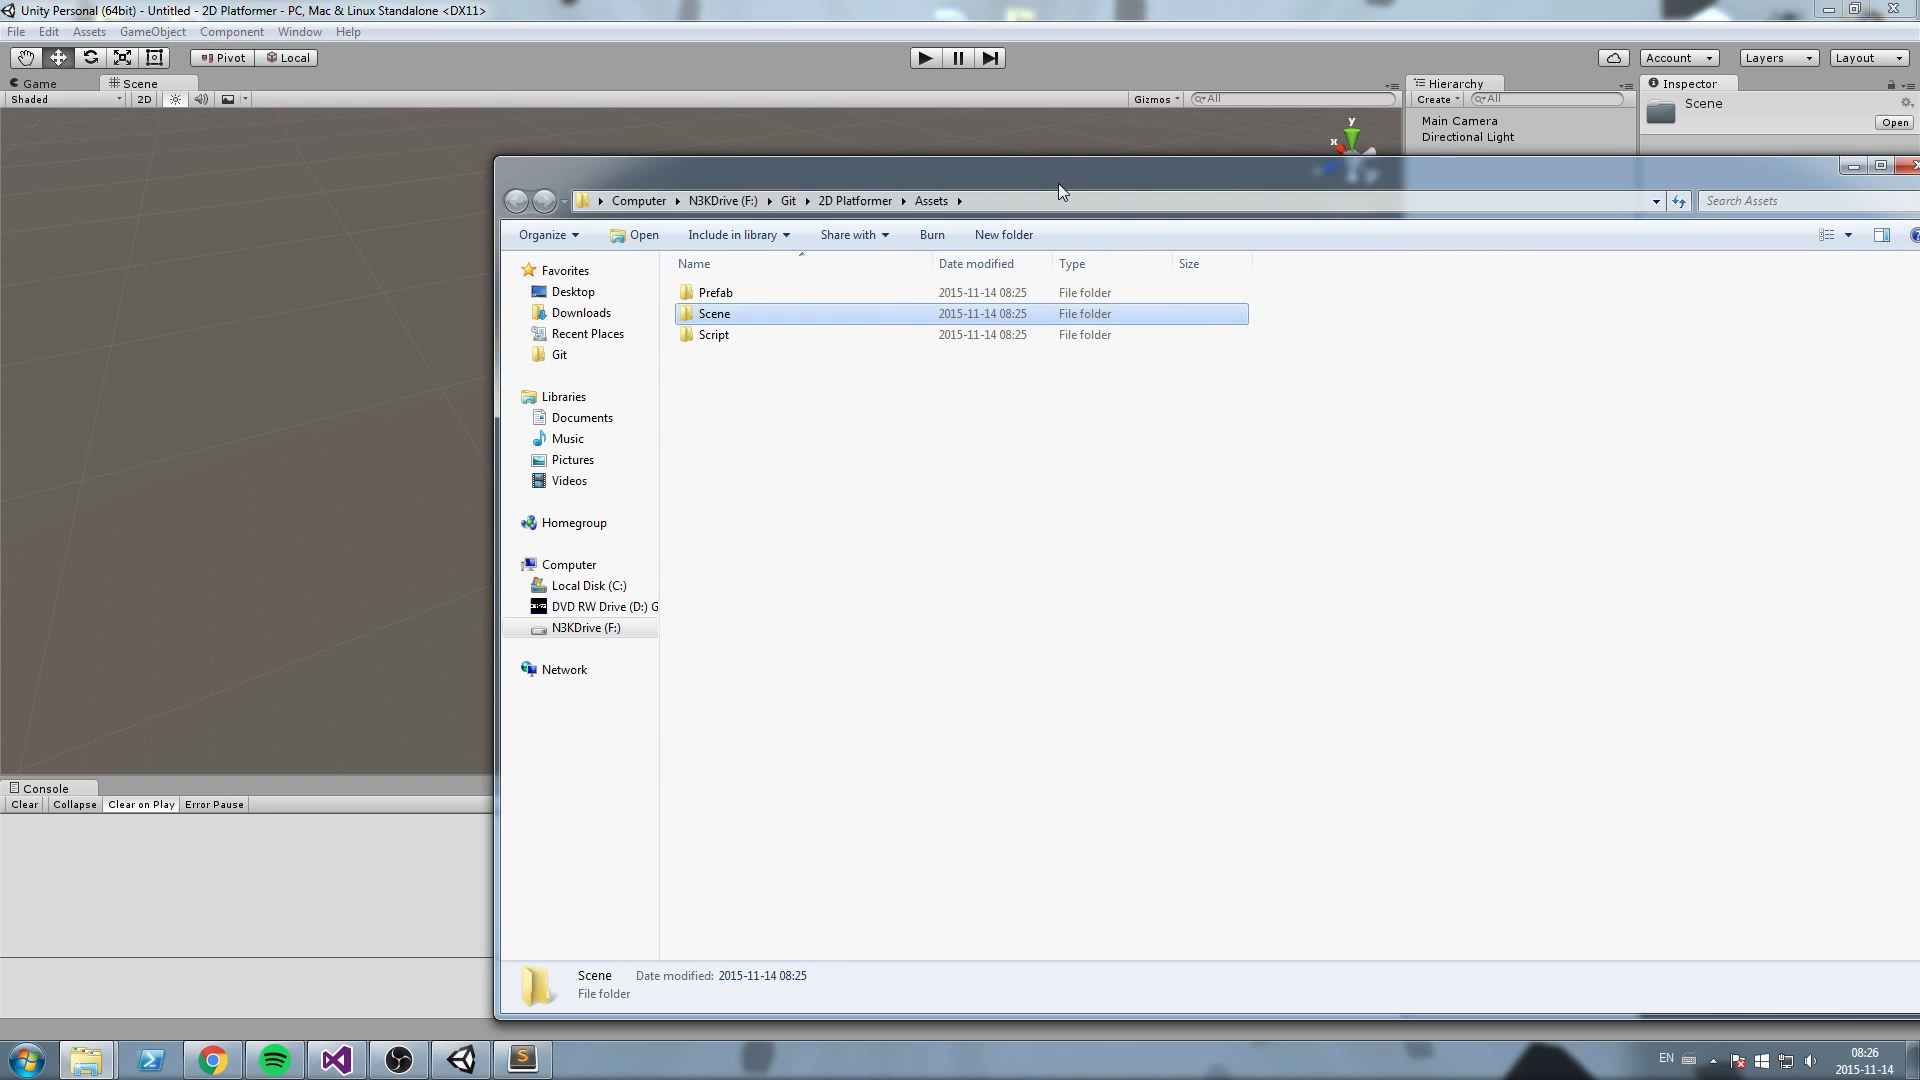 Unity Personal (64bit) - Untitled - 2D Platformer - PC, Mac & Linux Standalone <DX11>
File Edit Assets GameObject Component Window Help
Pivot Local Account Layers Layout
Game Scene Hierarchy Inspector
Shaded 2D Gizmos All Create All Scene
Open
Main Camera
Directional Light
y
x
Computer N3KDrive (F:) Git 2D Platformer Assets Search Assets
Organize Open Include in library Share with Burn New folder
Name Date modified Type Size
Favorites
Desktop
Downloads
Recent Places
Git
Libraries
Documents
Music
Pictures
Videos
Homegroup
Computer
Local Disk (C:)
DVD RW Drive (D:) G
N3KDrive (F:)
Network
Prefab 2015-11-14 08:25 File folder
Scene 2015-11-14 08:25 File folder
Script 2015-11-14 08:25 File folder
Console
Clear Collapse Clear on Play Error Pause
Scene Date modified: 2015-11-14 08:25
File folder
EN 08:26
2015-11-14